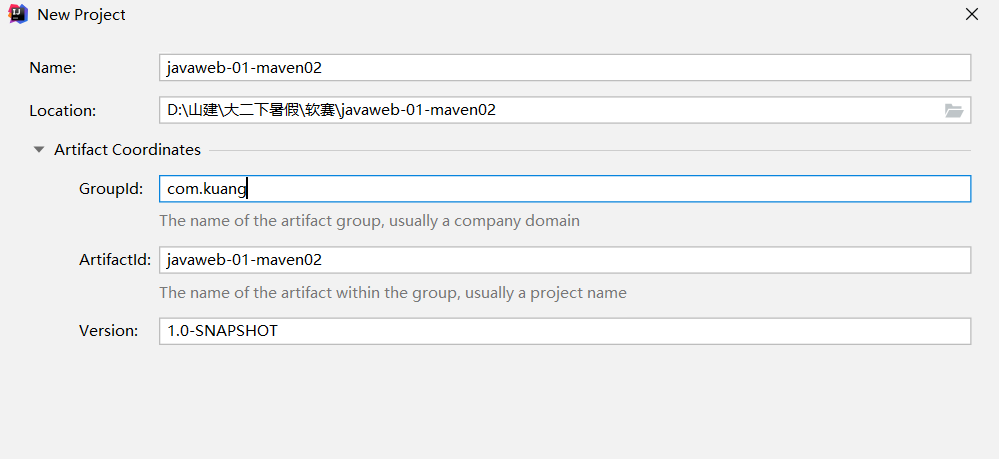 New Project
Name: javaweb-01-maven02
Location: D:\山建\大二下暑假\软赛\javaweb-01-maven02
Artifact Coordinates
GroupId: com.kuang
The name of the artifact group, usually a company domain
ArtifactId: javaweb-01-maven02
The name of the artifact within the group, usually a project name
Version: 1.0-SNAPSHOT